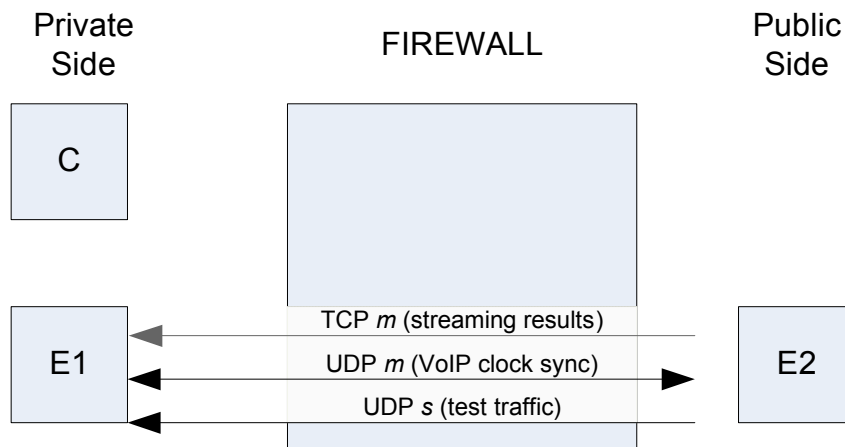 Private
Side
FIREWALL
Public
Side
C
TCP m (streaming results)
E1
UDP m (VoIP clock sync)
E2
UDP s (test traffic)